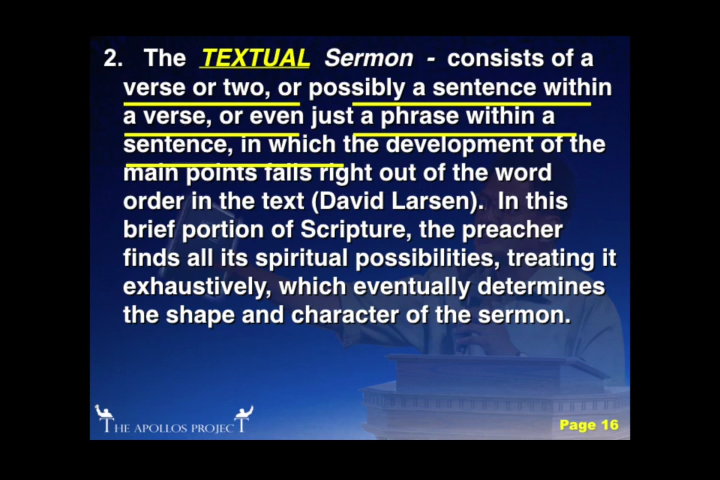 2. The TEXTUAL Sermon - consists of a
verse or two, or possibly a sentence within
a verse, or even just a phrase within a
sentence, in which the development of the
main points falls right out of the word
order in the text (David Larsen). In this
brief portion of Scripture, the preacher
finds all its spiritual possibilities, treating it
exhaustively, which eventually determines
the shape and character of the sermon.
THE APOLLOS PROJECT
Page 16